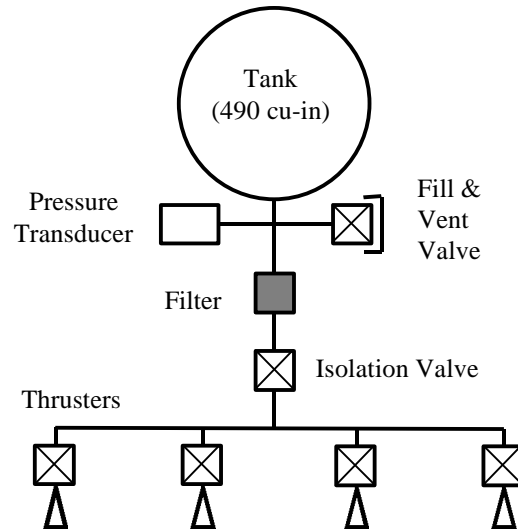 Tank
(490 cu-in)
Pressure
Transducer
Fill &
Vent
Valve
Filter
Isolation Valve
Thrusters